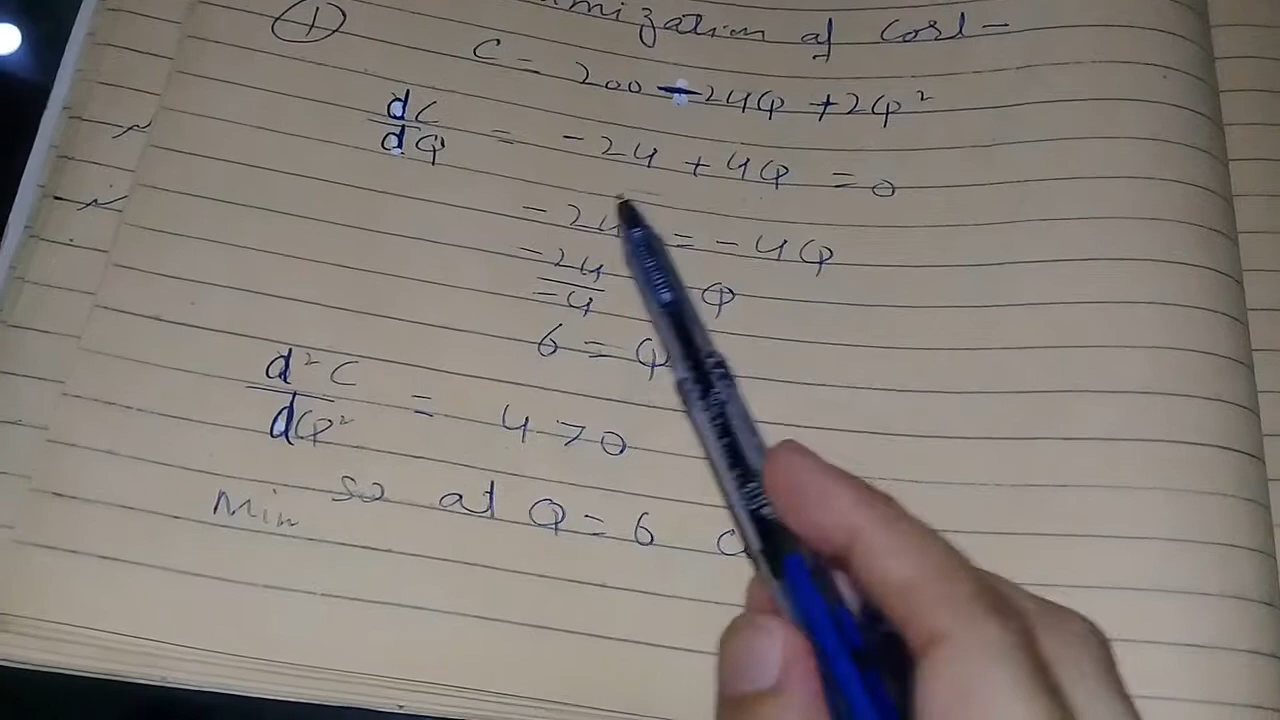 ① mization of Cost -
C = 200 - 24Q + 2Q²
dC/dQ = -24 + 4Q = 0
-24 = -4Q
-24/-4 Q
6 = Q
d²C/dQ² = 4 > 0
Min so at Q = 6 C